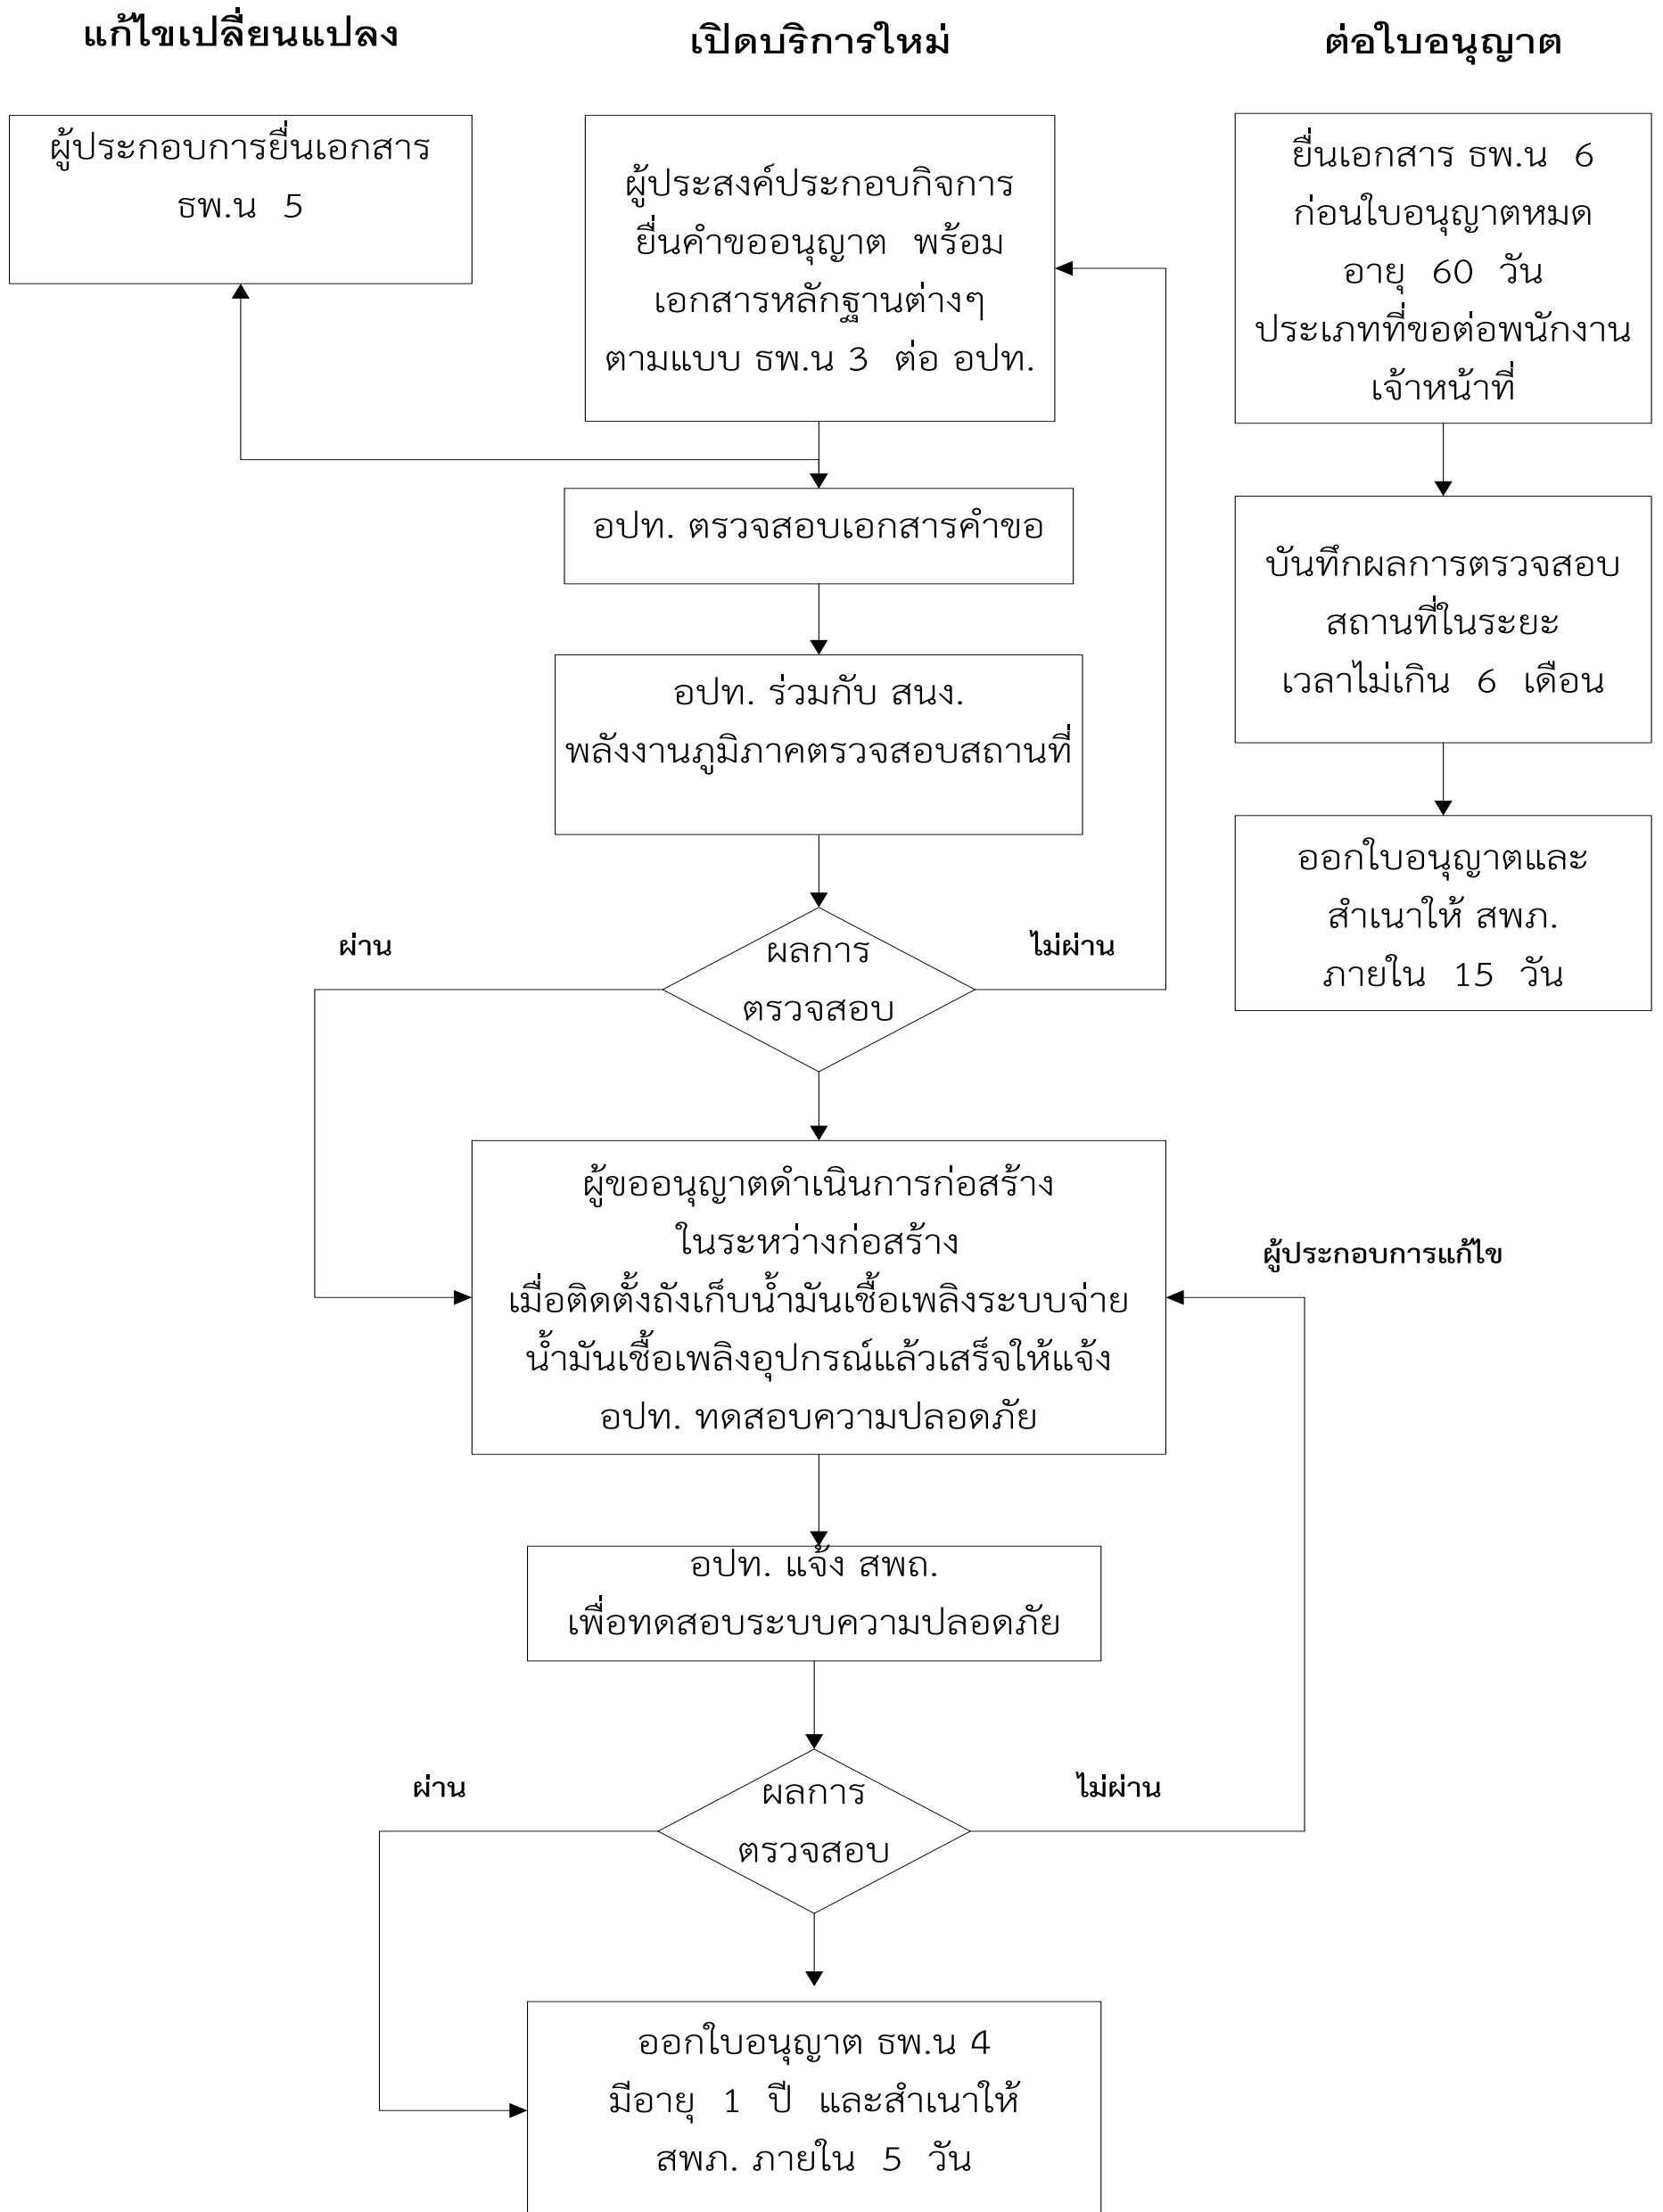 แก้ไขเปลี่ยนแปลง
เปิดบริการใหม่
ต่อใบอนุญาต
ผู้ประกอบการยื่นเอกสาร
ธพ.น 5
ผู้ประสงค์ประกอบกิจการ
ยื่นคำขออนุญาต พร้อม
เอกสารหลักฐานต่างๆ
ตามแบบ ธพ.น 3 ต่อ อปท.
ยื่นเอกสาร ธพ.น 6
ก่อนใบอนุญาตหมด
อายุ 60 วัน
ประเภทที่ขอต่อพนักงาน
เจ้าหน้าที่
อปท. ตรวจสอบเอกสารคำขอ
บันทึกผลการตรวจสอบ
สถานที่ในระยะ
เวลาไม่เกิน 6 เดือน
อปท. ร่วมกับ สนง.
พลังงานภูมิภาคตรวจสอบสถานที่
ออกใบอนุญาตและ
สำเนาให้ สพภ.
ภายใน 15 วัน
ผ่าน
ผลการ
ตรวจสอบ
ไม่ผ่าน
ผู้ขออนุญาตดำเนินการก่อสร้าง
ในระหว่างก่อสร้าง
เมื่อติดตั้งถังเก็บน้ำมันเชื้อเพลิงระบบจ่าย
น้ำมันเชื้อเพลิงอุปกรณ์แล้วเสร็จให้แจ้ง
อปท. ทดสอบความปลอดภัย
ผู้ประกอบการแก้ไข
อปท. แจ้ง สพถ.
เพื่อทดสอบระบบความปลอดภัย
ผ่าน
ผลการ
ตรวจสอบ
ไม่ผ่าน
ออกใบอนุญาต ธพ.น 4
มีอายุ 1 ปี และสำเนาให้
สพภ. ภายใน 5 วัน